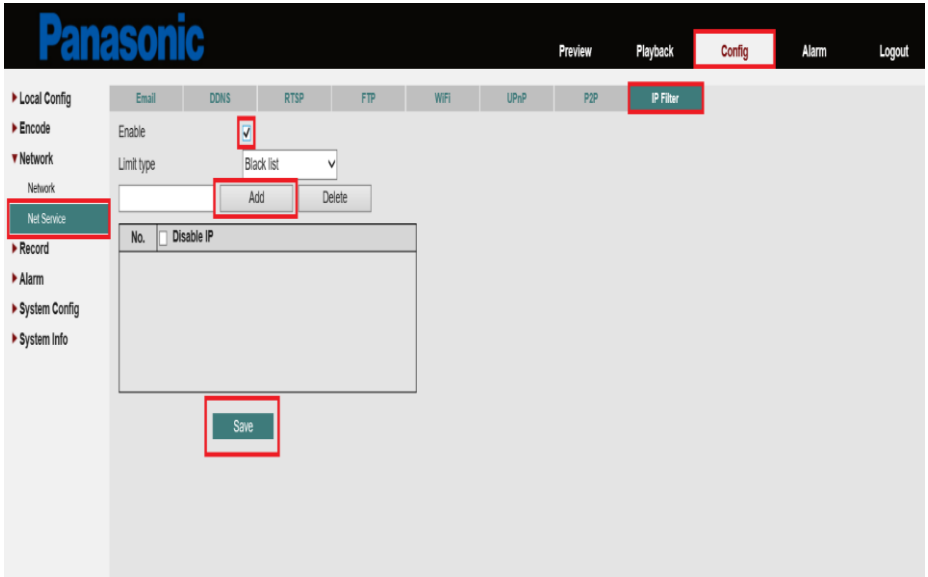 Panasonic
Preview Playback Config Alarm Logout
Local Config
Encode
Network
Network
Net Service
Record
Alarm
System Config
System Info
Email DDNS RTSP FTP WiFi UPnP P2P IP Filter
Enable
Limit type Black list
Add Delete
No. Disable IP
Save